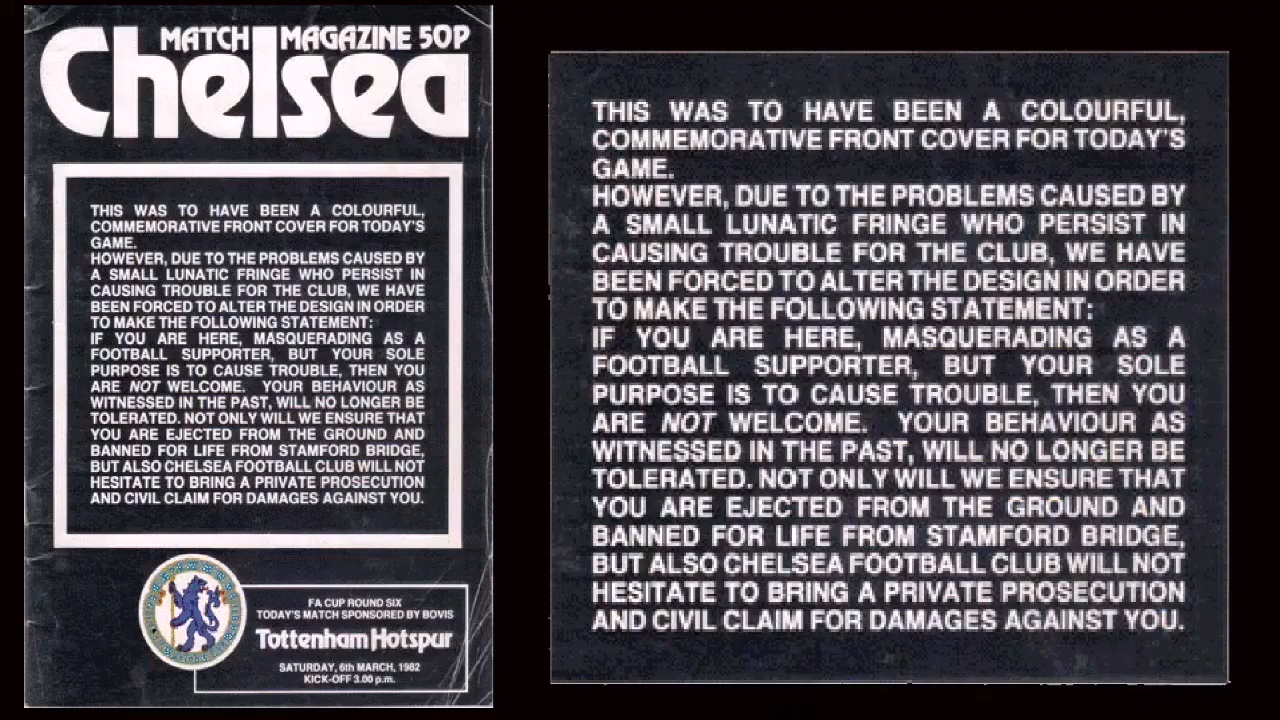 MATCH MAGAZINE 50P
Chelsea
THIS WAS TO HAVE BEEN A COLOURFUL,
COMMEMORATIVE FRONT COVER FOR TODAY'S
GAME.
HOWEVER, DUE TO THE PROBLEMS CAUSED BY
A SMALL LUNATIC FRINGE WHO PERSIST IN
CAUSING TROUBLE FOR THE CLUB, WE HAVE
BEEN FORCED TO ALTER THE DESIGN IN ORDER
TO MAKE THE FOLLOWING STATEMENT:
IF YOU ARE HERE, MASQUERADING AS A
FOOTBALL SUPPORTER, BUT YOUR SOLE
PURPOSE IS TO CAUSE TROUBLE, THEN YOU
ARE NOT WELCOME. YOUR BEHAVIOUR AS
WITNESSED IN THE PAST, WILL NO LONGER BE
TOLERATED. NOT ONLY WILL WE ENSURE THAT
YOU ARE EJECTED FROM THE GROUND AND
BANNED FOR LIFE FROM STAMFORD BRIDGE,
BUT ALSO CHELSEA FOOTBALL CLUB WILL NOT
HESITATE TO BRING A PRIVATE PROSECUTION
AND CIVIL CLAIM FOR DAMAGES AGAINST YOU.
FA CUP ROUND SIX
TODAY'S MATCH SPONSORED BY BOVIS
Tottenham Hotspur
SATURDAY, 6th MARCH, 1982
KICK-OFF 3.00 p.m.
THIS WAS TO HAVE BEEN A COLOURFUL,
COMMEMORATIVE FRONT COVER FOR TODAY'S
GAME.
HOWEVER, DUE TO THE PROBLEMS CAUSED BY
A SMALL LUNATIC FRINGE WHO PERSIST IN
CAUSING TROUBLE FOR THE CLUB, WE HAVE
BEEN FORCED TO ALTER THE DESIGN IN ORDER
TO MAKE THE FOLLOWING STATEMENT:
IF YOU ARE HERE, MASQUERADING AS A
FOOTBALL SUPPORTER, BUT YOUR SOLE
PURPOSE IS TO CAUSE TROUBLE, THEN YOU
ARE NOT WELCOME. YOUR BEHAVIOUR AS
WITNESSED IN THE PAST, WILL NO LONGER BE
TOLERATED. NOT ONLY WILL WE ENSURE THAT
YOU ARE EJECTED FROM THE GROUND AND
BANNED FOR LIFE FROM STAMFORD BRIDGE,
BUT ALSO CHELSEA FOOTBALL CLUB WILL NOT
HESITATE TO BRING A PRIVATE PROSECUTION
AND CIVIL CLAIM FOR DAMAGES AGAINST YOU.